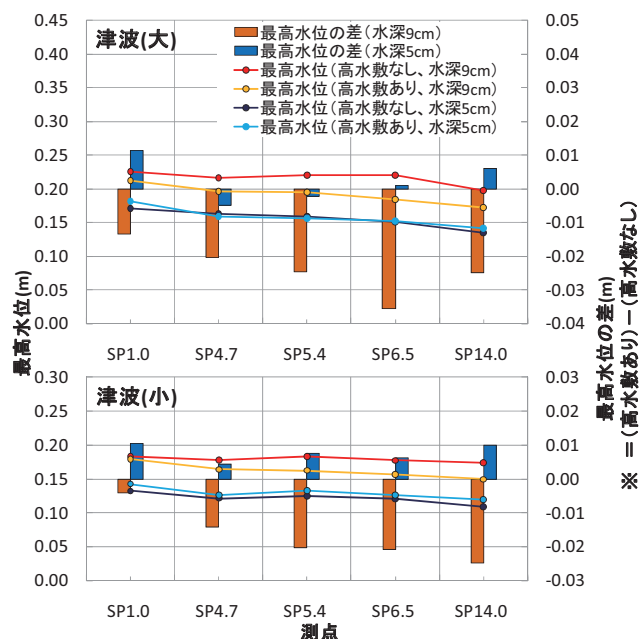 津波(大)
最高水位の差(水深9cm)
最高水位の差(水深5cm)
最高水位(高水敷なし、水深9cm)
最高水位(高水敷あり、水深9cm)
最高水位(高水敷なし、水深5cm)
最高水位(高水敷あり、水深5cm)
0.45
0.40
0.35
0.30
0.25
0.20
0.15
0.10
0.05
0.00
0.05
0.04
0.03
0.02
0.01
0.00
-0.01
-0.02
-0.03
-0.04
SP1.0 SP4.7 SP5.4 SP6.5 SP14.0
津波(小)
0.30
0.25
0.20
0.15
0.10
0.05
0.00
0.03
0.02
0.01
0.00
-0.01
-0.02
-0.03
SP1.0 SP4.7 SP5.4 SP6.5 SP14.0
測点
最高水位(m)
最高水位の差(m)
※ =(高水敷あり)-(高水敷なし)